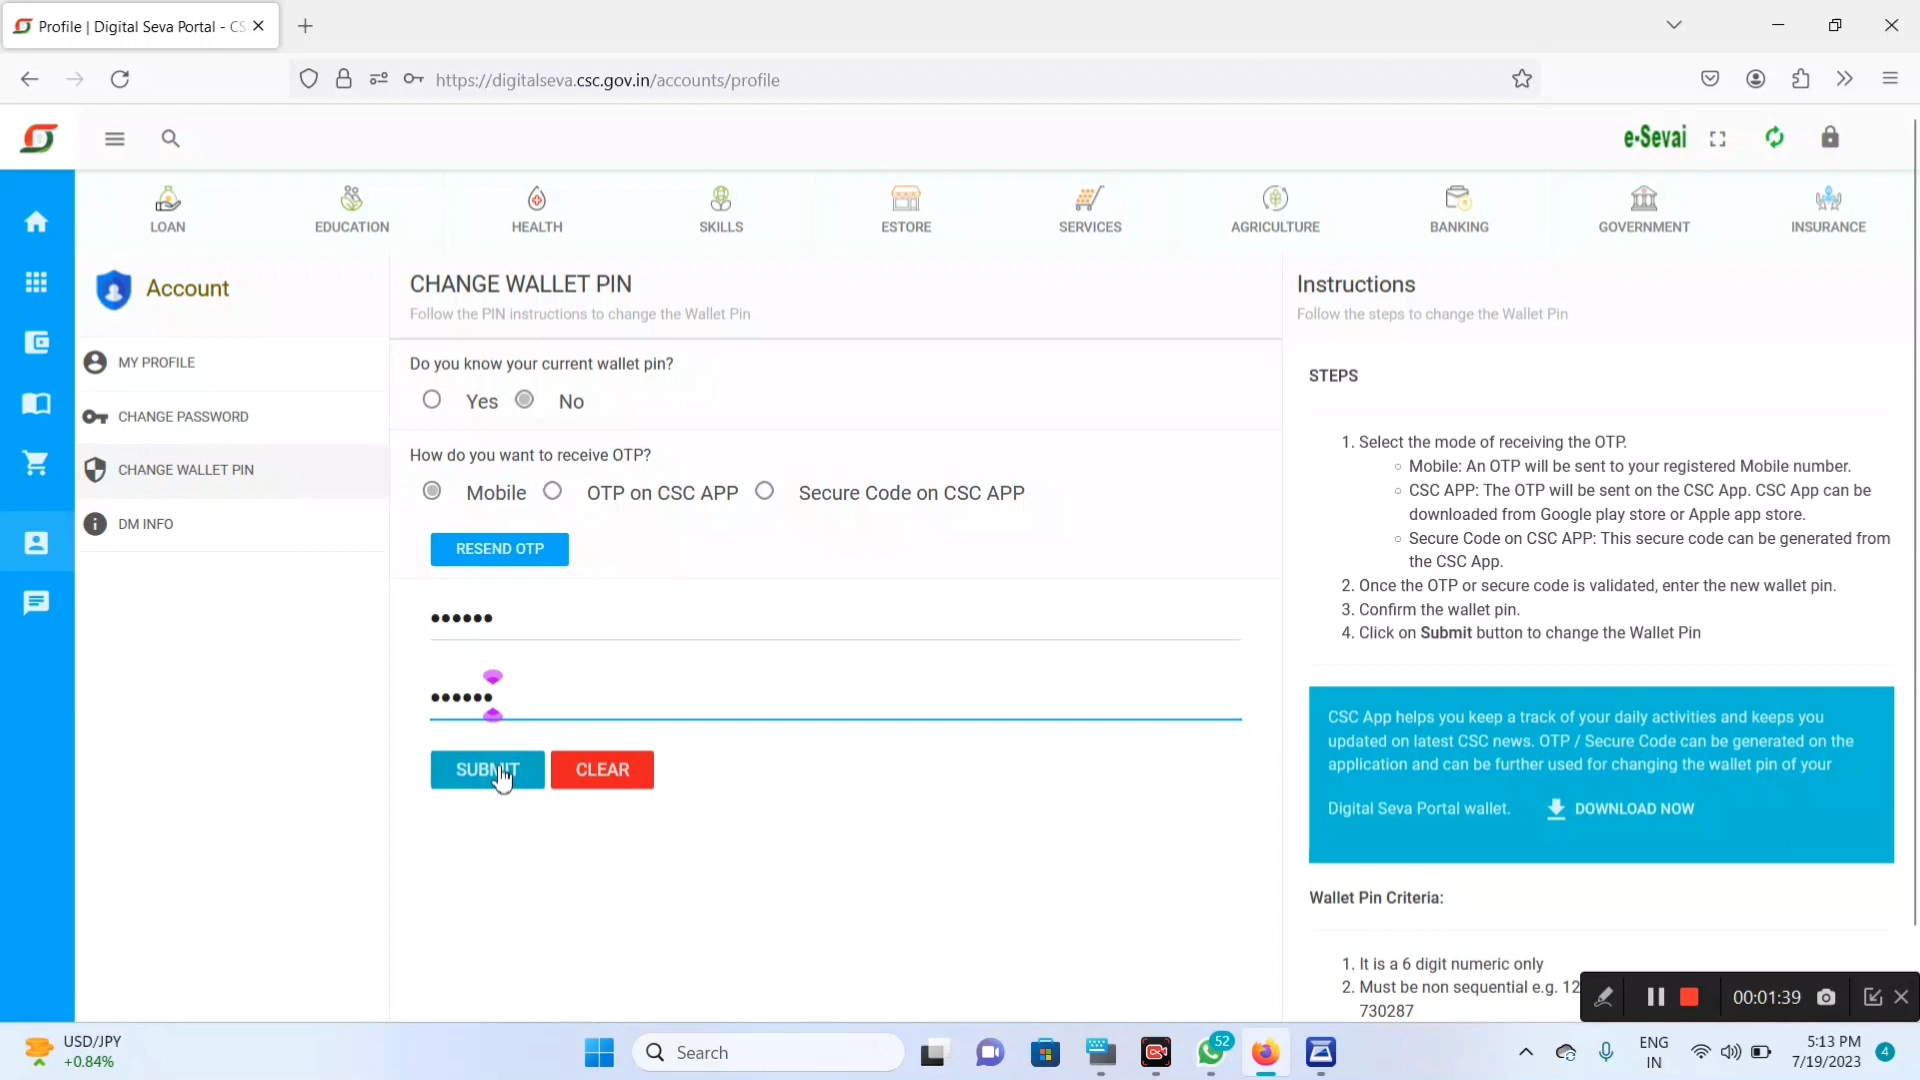 Profile | Digital Seva Portal - CS
https://digitalseva.csc.gov.in/accounts/profile
e-Sevai
LOAN
EDUCATION
HEALTH
SKILLS
ESTORE
SERVICES
AGRICULTURE
BANKING
GOVERNMENT
INSURANCE
Account
MY PROFILE
CHANGE PASSWORD
CHANGE WALLET PIN
DM INFO
CHANGE WALLET PIN
Follow the PIN instructions to change the Wallet Pin
Do you know your current wallet pin?
Yes No
How do you want to receive OTP?
Mobile OTP on CSC APP Secure Code on CSC APP
RESEND OTP
••••••
••••••
SUBMIT CLEAR
Instructions
Follow the steps to change the Wallet Pin
STEPS
1. Select the mode of receiving the OTP.
Mobile: An OTP will be sent to your registered Mobile number.
CSC APP: The OTP will be sent on the CSC App. CSC App can be
downloaded from Google play store or Apple app store.
Secure Code on CSC APP: This secure code can be generated from
the CSC App.
2. Once the OTP or secure code is validated, enter the new wallet pin.
3. Confirm the wallet pin.
4. Click on Submit button to change the Wallet Pin
CSC App helps you keep a track of your daily activities and keeps you
updated on latest CSC news. OTP / Secure Code can be generated on the
application and can be further used for changing the wallet pin of your
Digital Seva Portal wallet. DOWNLOAD NOW
Wallet Pin Criteria:
1. It is a 6 digit numeric only
2. Must be non sequential e.g. 12
730287
00:01:39
USD/JPY
+0.84%
Search
52
ENG
IN
5:13 PM
7/19/2023
4